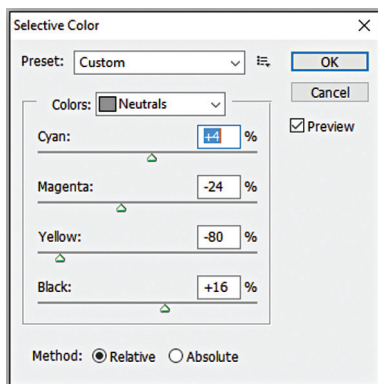 Selective Color
Preset: Custom
OK
Cancel
Preview
Colors: Neutrals
Cyan: +4 %
Magenta: -24 %
Yellow: -80 %
Black: +16 %
Method: Relative Absolute